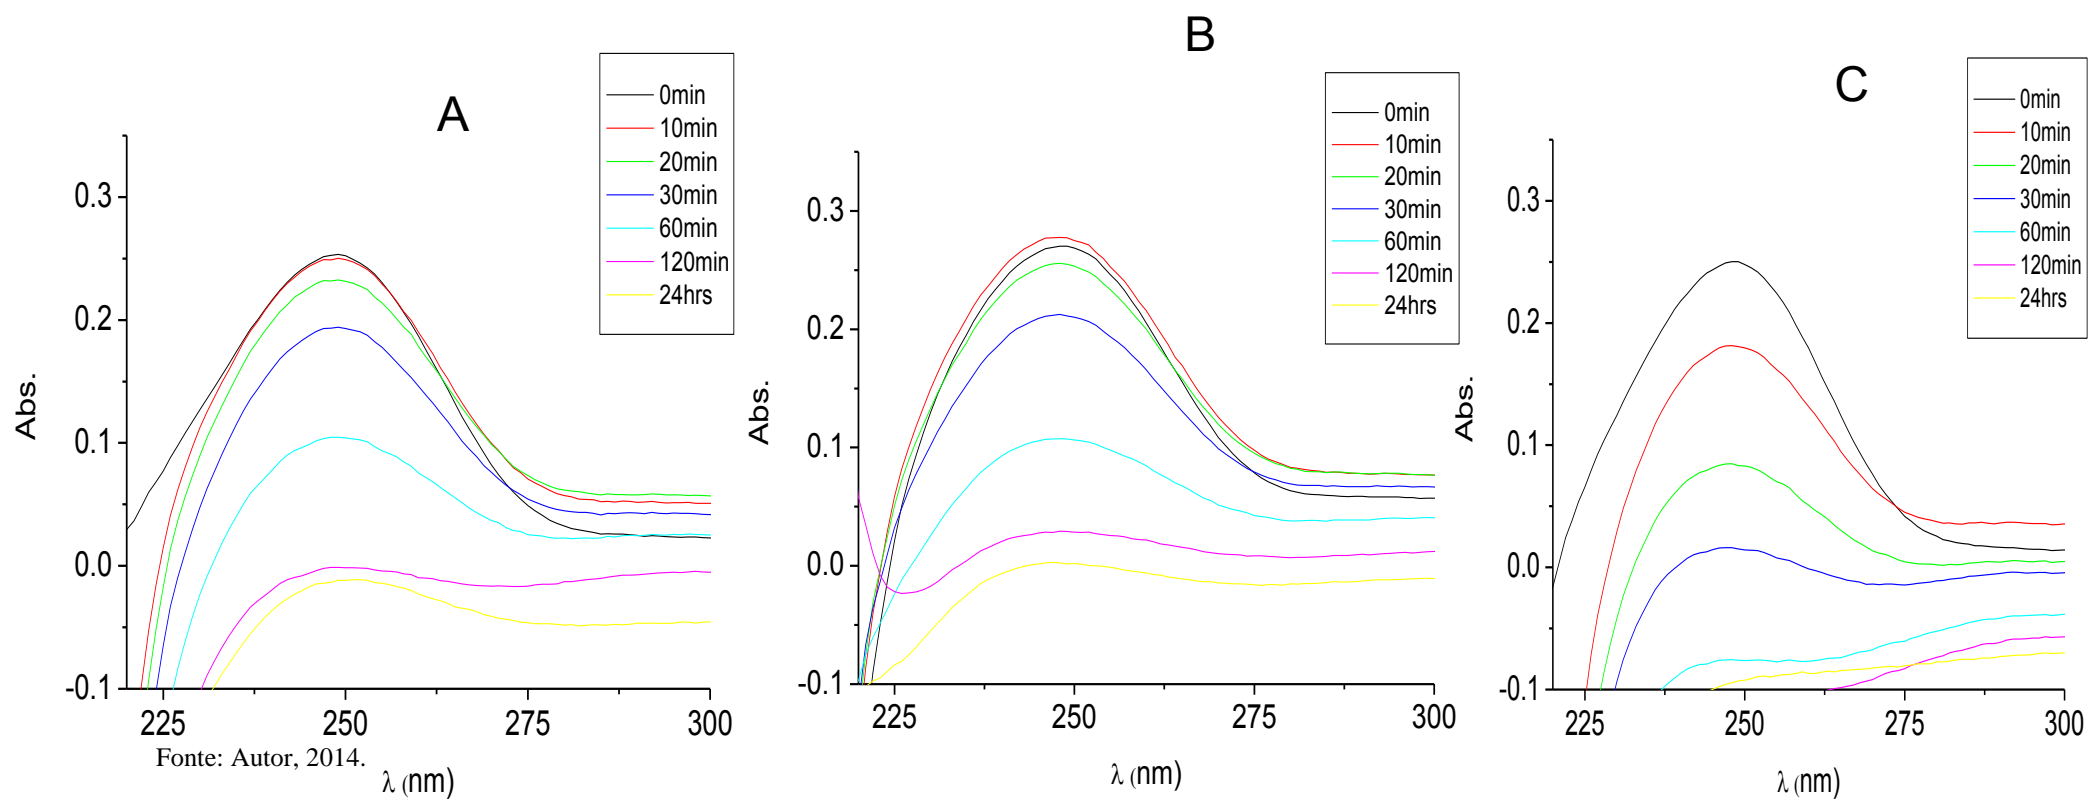 A
0min
10min
20min
30min
60min
120min
24hrs
0.3
0.2
0.1
0.0
-0.1
Abs.
225
250
275
300
λ (nm)
Fonte: Autor, 2014.
B
0min
10min
20min
30min
60min
120min
24hrs
0.3
0.2
0.1
0.0
-0.1
Abs.
225
250
275
300
λ (nm)
C
0min
10min
20min
30min
60min
120min
24hrs
0.3
0.2
0.1
0.0
-0.1
Abs.
225
250
275
300
λ (nm)